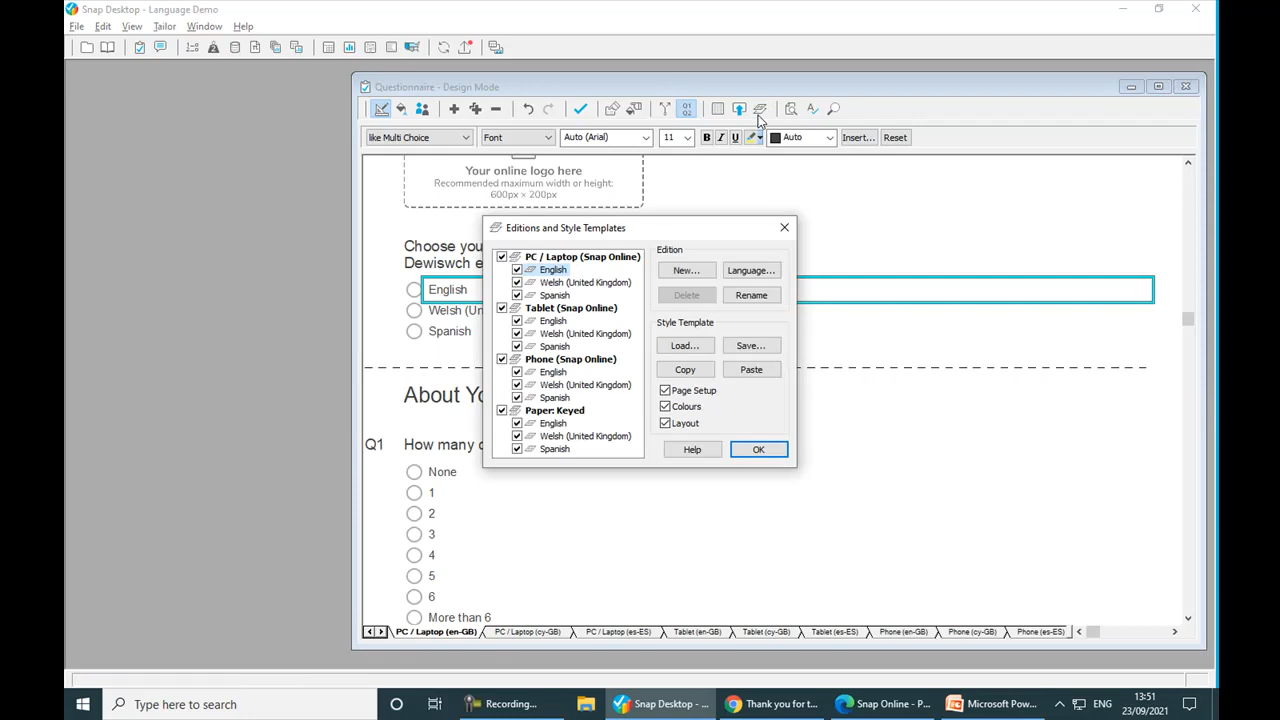 Snap Desktop - Language Demo
File Edit View Tailor Window Help
Questionnaire - Design Mode
Q1
Q2
like Multi Choice Font Auto (Arial) 11 B I U Auto Insert... Reset
Your online logo here
Recommended maximum width or height:
600px × 200px
Choose you
Dewiswch e
English
Welsh (Un
Spanish
About Yo
Q1 How many c
None
1
2
3
4
5
6
More than 6
Editions and Style Templates
PC / Laptop (Snap Online)
English
Welsh (United Kingdom)
Spanish
Tablet (Snap Online)
English
Welsh (United Kingdom)
Spanish
Phone (Snap Online)
English
Welsh (United Kingdom)
Spanish
Paper: Keyed
English
Welsh (United Kingdom)
Spanish
Edition
New... Language...
Delete Rename
Style Template
Load... Save...
Copy Paste
Page Setup
Colours
Layout
Help OK
PC / Laptop (en-GB) PC / Laptop (cy-GB) PC / Laptop (es-ES) Tablet (en-GB) Tablet (cy-GB) Tablet (es-ES) Phone (en-GB) Phone (cy-GB) Phone (es-ES)
Type here to search Recording... Snap Desktop - ... Thank you for t... Snap Online - P... Microsoft Pow... ENG 13:51
23/09/2021